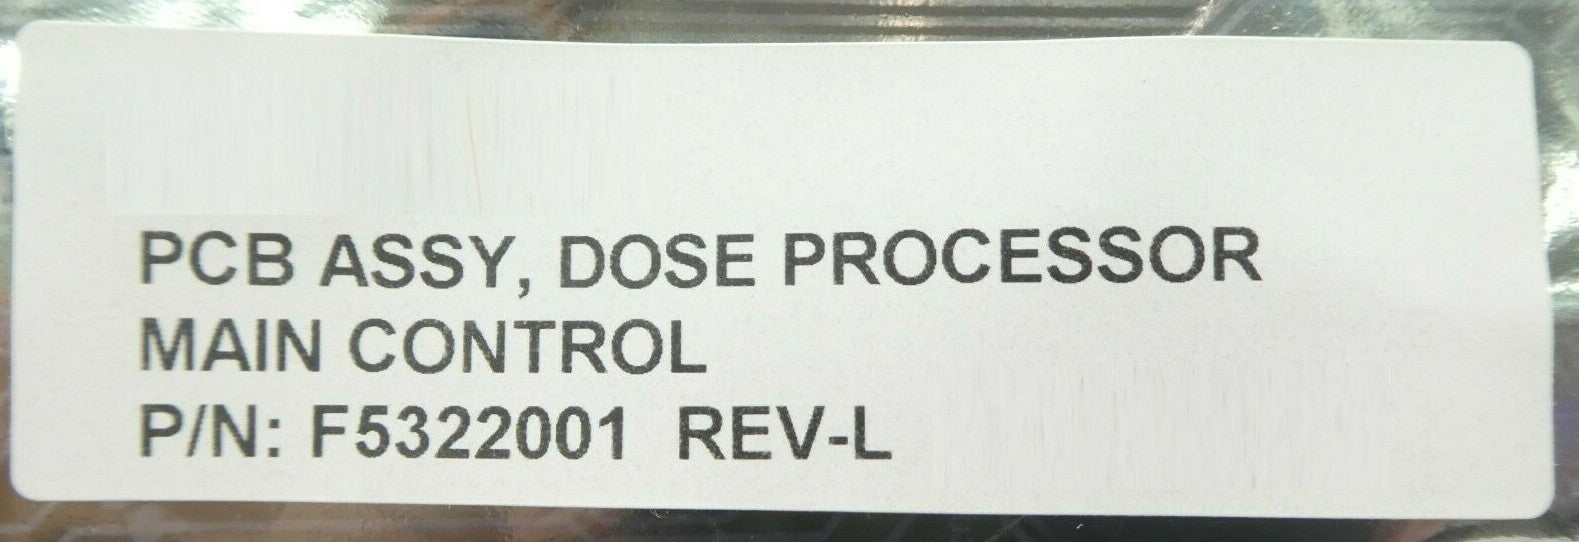 PCB ASSY, DOSE PROCESSOR
MAIN CONTROL
P/N: F5322001 REV-L